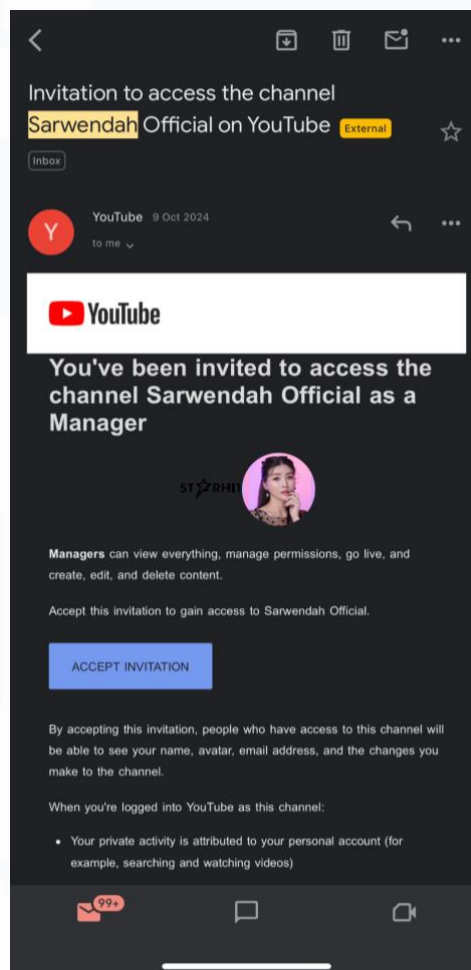 Invitation to access the channel
Sarwendah Official on YouTube External
Inbox
Y
YouTube 9 Oct 2024
to me
YouTube
You've been invited to access the
channel Sarwendah Official as a
Manager
ST☆RHIT
Managers can view everything, manage permissions, go live, and
create, edit, and delete content.
Accept this invitation to gain access to Sarwendah Official.
ACCEPT INVITATION
By accepting this invitation, people who have access to this channel will
be able to see your name, avatar, email address, and the changes you
make to the channel.
When you're logged into YouTube as this channel:
• Your private activity is attributed to your personal account (for
example, searching and watching videos)
99+